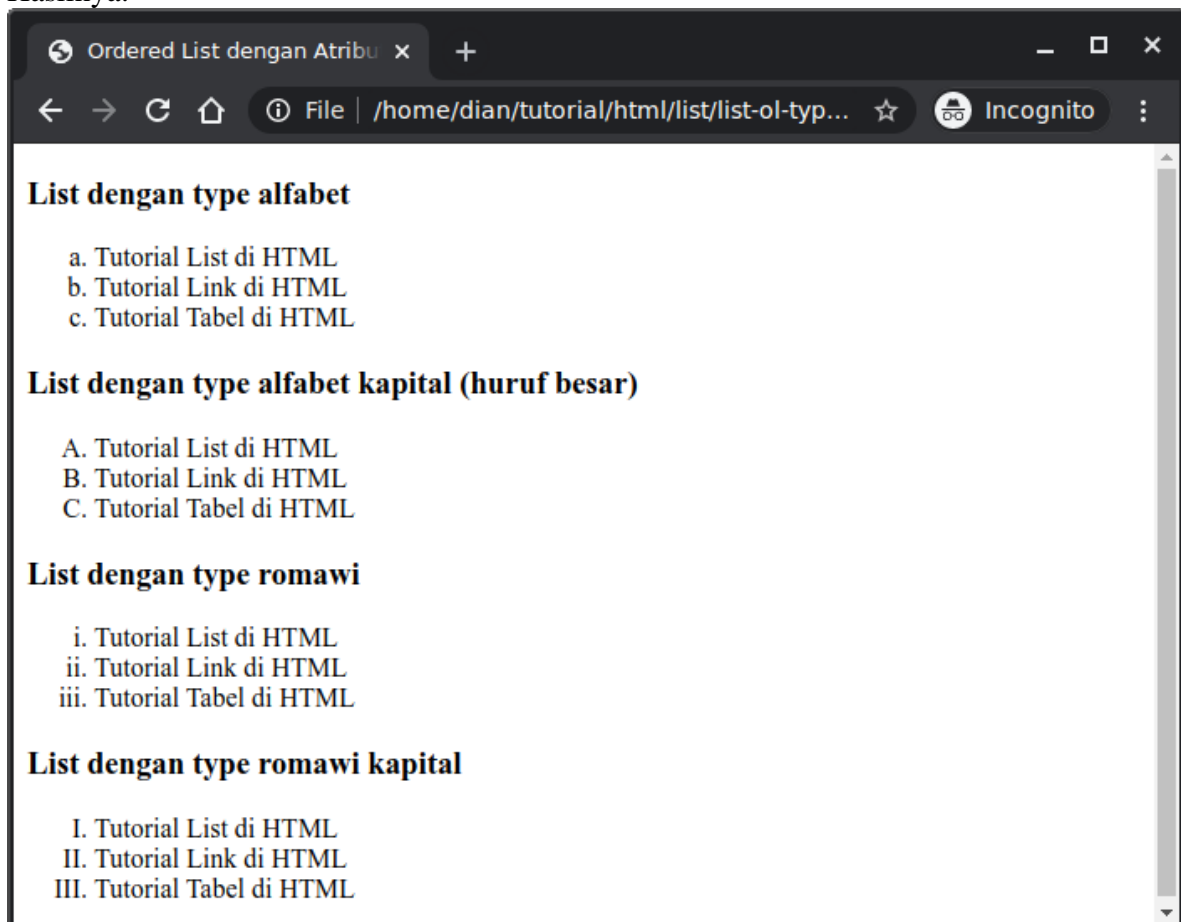 Hasilnya:
Ordered List dengan Atribu
File | /home/dian/tutorial/html/list/list-ol-typ... Incognito
List dengan type alfabet
a. Tutorial List di HTML
b. Tutorial Link di HTML
c. Tutorial Tabel di HTML
List dengan type alfabet kapital (huruf besar)
A. Tutorial List di HTML
B. Tutorial Link di HTML
C. Tutorial Tabel di HTML
List dengan type romawi
i. Tutorial List di HTML
ii. Tutorial Link di HTML
iii. Tutorial Tabel di HTML
List dengan type romawi kapital
I. Tutorial List di HTML
II. Tutorial Link di HTML
III. Tutorial Tabel di HTML